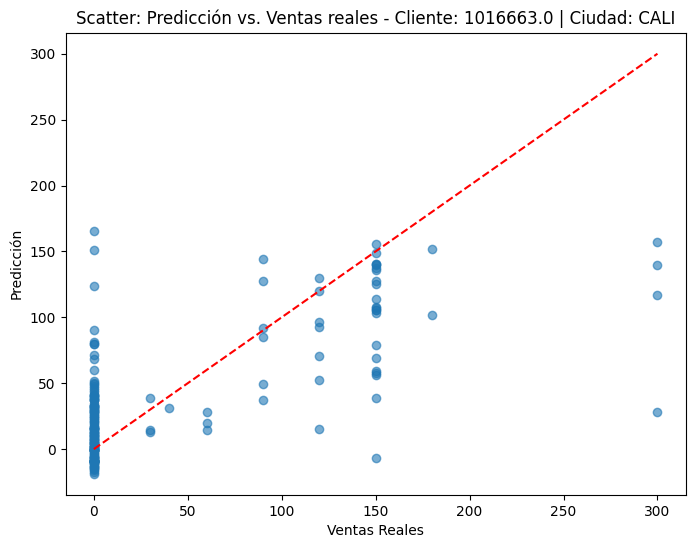 Scatter: Predicción vs. Ventas reales - Cliente: 1016663.0 | Ciudad: CALI
300
250
200
150
100
50
0
Predicción
0 50 100 150 200 250 300
Ventas Reales